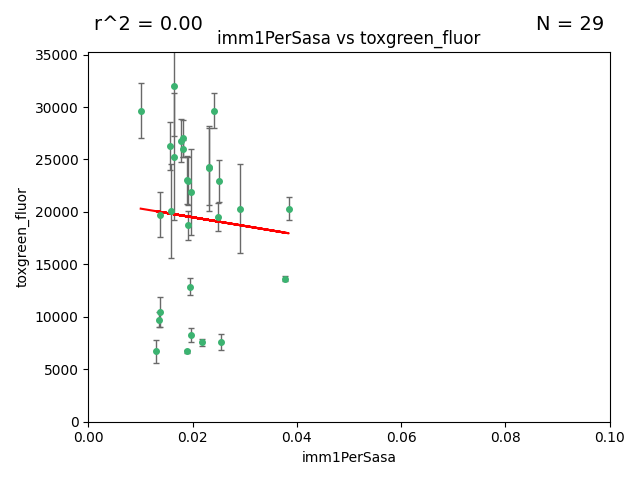 r^2 = 0.00
N = 29
imm1PerSasa vs toxgreen_fluor
35000
30000
25000
20000
15000
10000
5000
0
toxgreen_fluor
0.00 0.02 0.04 0.06 0.08 0.10
imm1PerSasa